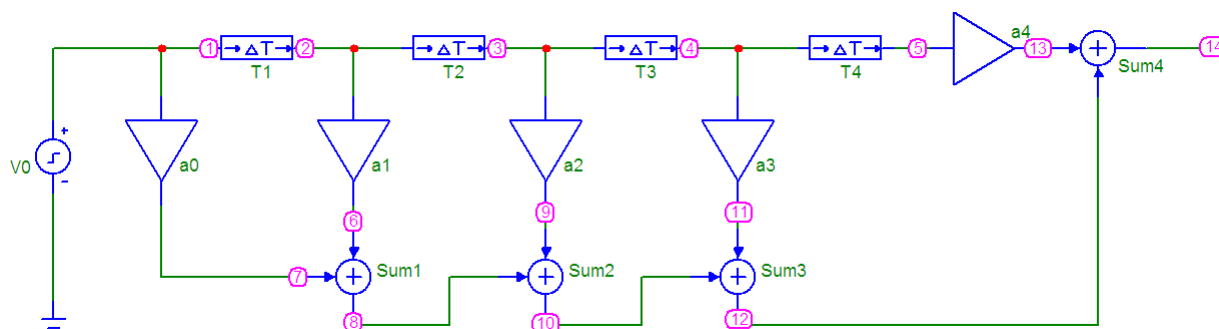 a4
1 ΔT 2 ΔT 3 ΔT 4 ΔT 5 13 14
T1 T2 T3 T4 Sum4
+
V0
-
a0 a1 a2 a3
6 9 11
7 Sum1 Sum2 Sum3
8 10 12